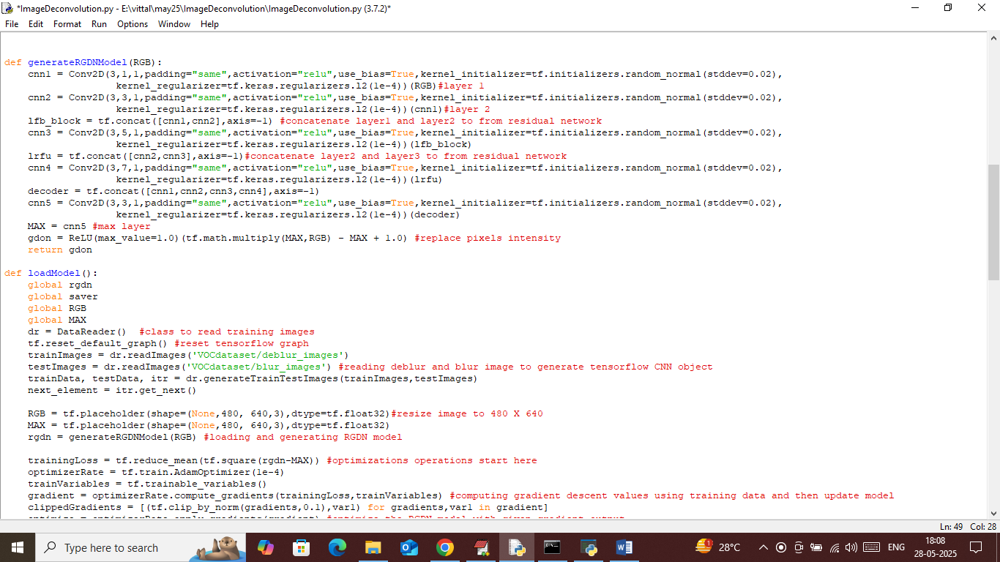 *ImageDeconvolution.py - E:\vittal\may25\ImageDeconvolution\ImageDeconvolution.py (3.7.2)*
File Edit Format Run Options Window Help
def generateRGDNModel(RGB):
    cnn1 = Conv2D(3,1,1,padding="same",activation="relu",use_bias=True,kernel_initializer=tf.initializers.random_normal(stddev=0.02),
                   kernel_regularizer=tf.keras.regularizers.l2(1e-4))(RGB)#layer 1
    cnn2 = Conv2D(3,3,1,padding="same",activation="relu",use_bias=True,kernel_initializer=tf.initializers.random_normal(stddev=0.02),
                   kernel_regularizer=tf.keras.regularizers.l2(1e-4))(cnn1)#layer 2
    lfb_block = tf.concat([cnn1,cnn2],axis=-1) #concatenate layer1 and layer2 to from residual network
    cnn3 = Conv2D(3,5,1,padding="same",activation="relu",use_bias=True,kernel_initializer=tf.initializers.random_normal(stddev=0.02),
                   kernel_regularizer=tf.keras.regularizers.l2(1e-4))(lfb_block)
    lrfu = tf.concat([cnn2,cnn3],axis=-1)#concatenate layer2 and layer3 to from residual network
    cnn4 = Conv2D(3,7,1,padding="same",activation="relu",use_bias=True,kernel_initializer=tf.initializers.random_normal(stddev=0.02),
                   kernel_regularizer=tf.keras.regularizers.l2(1e-4))(lrfu)
    decoder = tf.concat([cnn1,cnn2,cnn3,cnn4],axis=-1)
    cnn5 = Conv2D(3,3,1,padding="same",activation="relu",use_bias=True,kernel_initializer=tf.initializers.random_normal(stddev=0.02),
                   kernel_regularizer=tf.keras.regularizers.l2(1e-4))(decoder)
    MAX = cnn5 #max layer
    gdon = ReLU(max_value=1.0)(tf.math.multiply(MAX,RGB) - MAX + 1.0) #replace pixels intensity
    return gdon
def loadModel():
    global rgdn
    global saver
    global RGB
    global MAX
    dr = DataReader()  #class to read training images
    tf.reset_default_graph() #reset tensorflow graph
    trainImages = dr.readImages('VOCdataset/deblur_images')
    testImages = dr.readImages('VOCdataset/blur_images') #reading deblur and blur image to generate tensorflow CNN object
    trainData, testData, itr = dr.generateTrainTestImages(trainImages,testImages)
    next_element = itr.get_next()
    RGB = tf.placeholder(shape=(None,480, 640,3),dtype=tf.float32)#resize image to 480 X 640
    MAX = tf.placeholder(shape=(None,480, 640,3),dtype=tf.float32)
    rgdn = generateRGDNModel(RGB) #loading and generating RGDN model
    trainingLoss = tf.reduce_mean(tf.square(rgdn-MAX)) #optimizations operations start here
    optimizerRate = tf.train.AdamOptimizer(1e-4)
    trainVariables = tf.trainable_variables()
    gradient = optimizerRate.compute_gradients(trainingLoss,trainVariables) #computing gradient descent values using training data and then update model
    clippedGradients = [(tf.clip_by_norm(gradients,0.1),var1) for gradients,var1 in gradient]
Ln: 49 Col: 28
Type here to search
28°C
ENG
18:08
28-05-2025